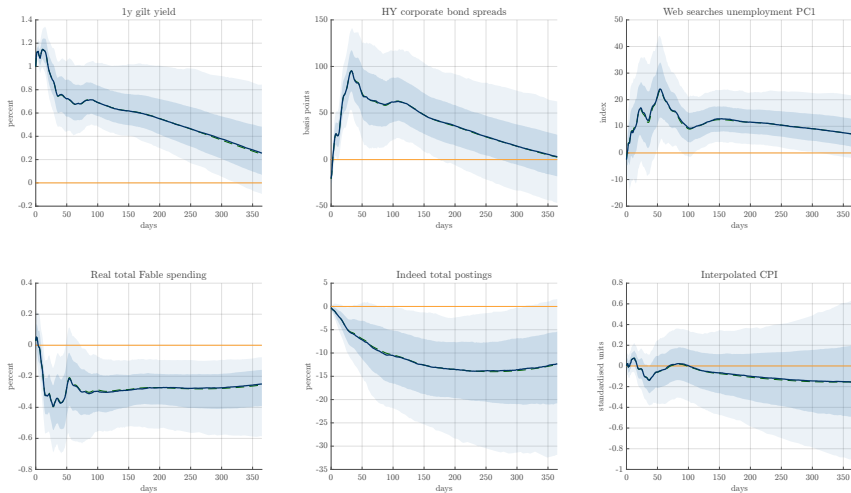 1y gilt yield
HY corporate bond spreads
Web searches unemployment PC1
percent
1.4
1.2
1
0.8
0.6
0.4
0.2
0
-0.2
0 50 100 150 200 250 300 350
days
basis points
150
100
50
0
-50
0 50 100 150 200 250 300 350
days
index
50
40
30
20
10
0
-10
-20
0 50 100 150 200 250 300 350
days
Real total Fable spending
Indeed total postings
Interpolated CPI
percent
0.4
0.2
0
-0.2
-0.4
-0.6
-0.8
0 50 100 150 200 250 300 350
days
percent
5
0
-5
-10
-15
-20
-25
-30
-35
0 50 100 150 200 250 300 350
days
standardised units
0.8
0.6
0.4
0.2
0
-0.2
-0.4
-0.6
-0.8
-1
0 50 100 150 200 250 300 350
days